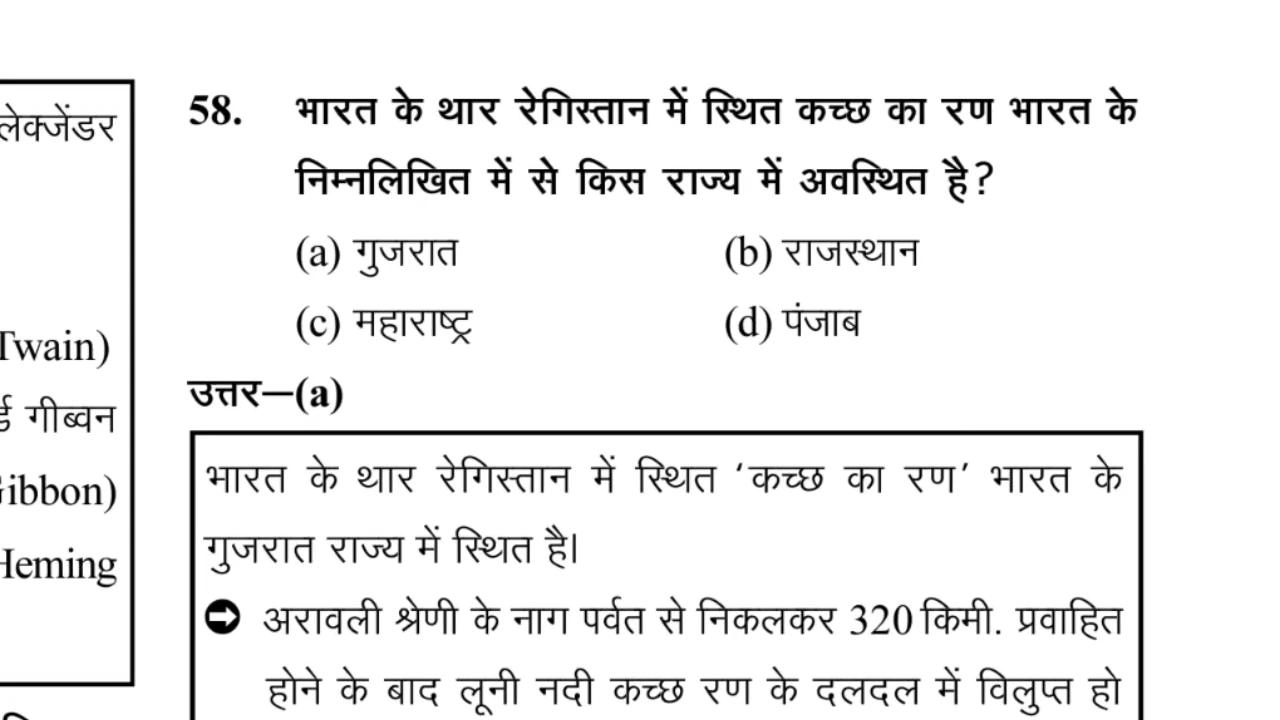 लेक्जेंडर
Twain)
गीब्वन
Gibbon)
Heming
58. भारत के थार रेगिस्तान में स्थित कच्छ का रण भारत के
निम्नलिखित में से किस राज्य में अवस्थित है?
(a) गुजरात (b) राजस्थान
(c) महाराष्ट्र (d) पंजाब
उत्तर—(a)
भारत के थार रेगिस्तान में स्थित ‘कच्छ का रण’ भारत के
गुजरात राज्य में स्थित है।
➲ अरावली श्रेणी के नाग पर्वत से निकलकर 320 किमी. प्रवाहित
होने के बाद लूनी नदी कच्छ रण के दलदल में विलुप्त हो